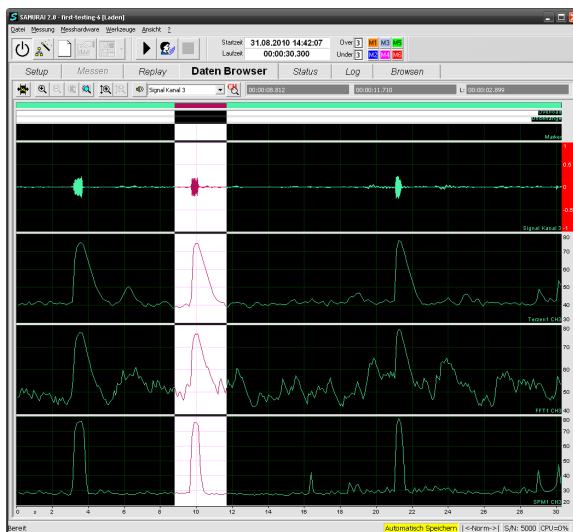 SAMURAI 2.0 - first-testing-6 [Laden]
Datei Messung Messhardware Werkzeuge Ansicht ?
Startzeit 31.08.2010 14:42:07 Over 3 M1 M3 M5
Laufzeit 00:00:30.300 Under 3 M2 M4 M6
Setup Messen Replay Daten Browser Status Log Browsen
Signal Kanal 3 00:00:08.812 00:00:11.710 L: 00:00:02.899
Marker
1
0.5
0
-0.5
Signal Kanal 3 -1
80
70
60
50
40
Terzen1 CH3 30
80
70
60
50
FFT1 CH3 40
80
70
60
50
40
30
SPM1 CH3 20
0 s 2 4 6 8 10 12 14 16 18 20 22 24 26 28 30
Bereit Automatisch Speichern |<-Norm->| S/N: 5000 CPU=0%